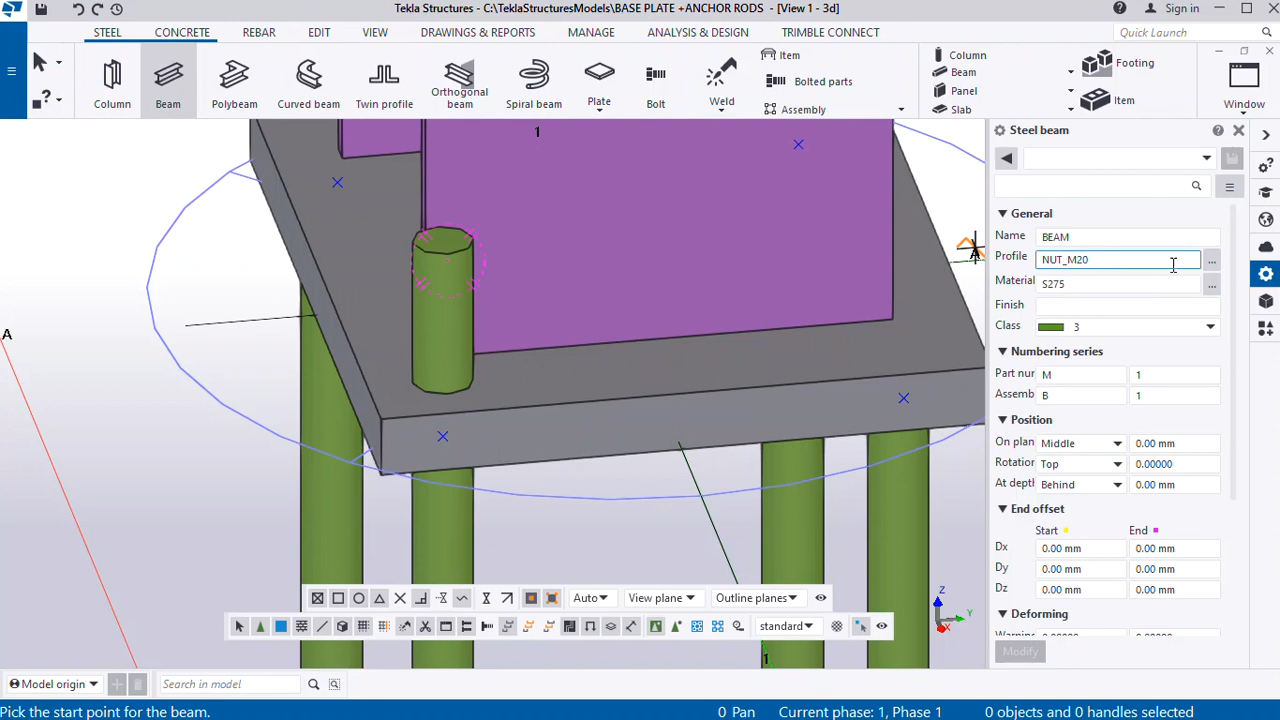 Tekla Structures - C:\TeklaStructuresModels\BASE PLATE +ANCHOR RODS - [View 1 - 3d]
Sign in
STEEL CONCRETE REBAR EDIT VIEW DRAWINGS & REPORTS MANAGE ANALYSIS & DESIGN TRIMBLE CONNECT
Quick Launch
Column
Beam
Polybeam
Curved beam
Twin profile
Orthogonal beam
Spiral beam
Plate
Bolt
Weld
Item
Bolted parts
Assembly
Column
Beam
Panel
Slab
Footing
Item
Window
1
A
A
1
Steel beam
General
Name BEAM
Profile NUT_M20 ...
Material S275 ...
Finish
Class 3
Numbering series
Part nur M 1
Assemb B 1
Position
On plan Middle 0.00 mm
Rotation Top 0.00000
At depth Behind 0.00 mm
End offset
Start End
Dx 0.00 mm 0.00 mm
Dy 0.00 mm 0.00 mm
Dz 0.00 mm 0.00 mm
Deforming
Modify
Auto View plane Outline planes
standard
Z
Y
X
Model origin
Search in model
Pick the start point for the beam.
0 Pan
Current phase: 1, Phase 1
0 objects and 0 handles selected